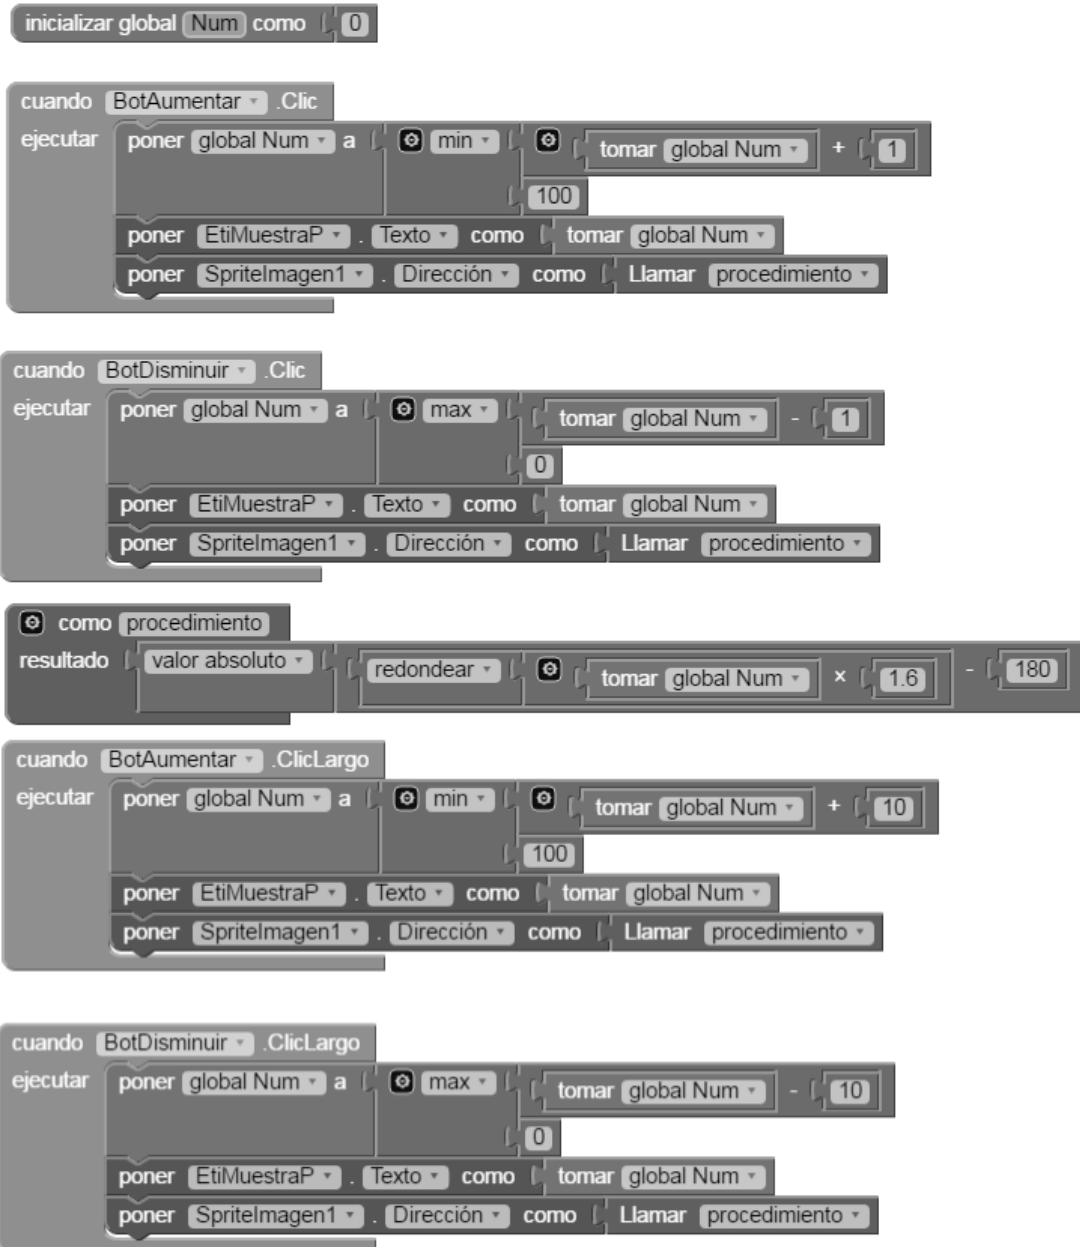 inicializar global Num como 0
cuando BotAumentar .Clic
ejecutar poner global Num a min tomar global Num + 1
100
poner EtiMuestraP . Texto como tomar global Num
poner SpriteImagen1 . Dirección como Llamar procedimiento
cuando BotDisminuir .Clic
ejecutar poner global Num a max tomar global Num - 1
0
poner EtiMuestraP . Texto como tomar global Num
poner SpriteImagen1 . Dirección como Llamar procedimiento
como procedimiento
resultado valor absoluto redondear tomar global Num × 1.6 - 180
cuando BotAumentar .ClicLargo
ejecutar poner global Num a min tomar global Num + 10
100
poner EtiMuestraP . Texto como tomar global Num
poner SpriteImagen1 . Dirección como Llamar procedimiento
cuando BotDisminuir .ClicLargo
ejecutar poner global Num a max tomar global Num - 10
0
poner EtiMuestraP . Texto como tomar global Num
poner SpriteImagen1 . Dirección como Llamar procedimiento